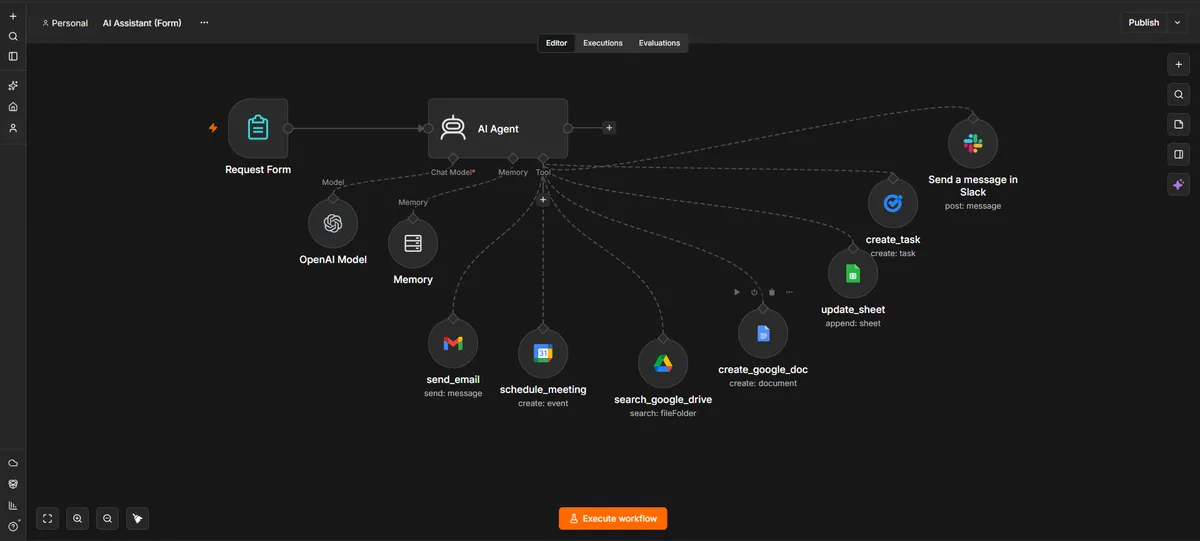 Personal
AI Assistant (Form)
Publish
Editor
Executions
Evaluations
Request Form
AI Agent
Chat Model*
Memory
Tool
Model
Memory
OpenAI Model
Memory
Send a message in
Slack
post: message
create_task
create: task
update_sheet
append: sheet
31
send_email
send: message
schedule_meeting
create: event
search_google_drive
search: fileFolder
create_google_doc
create: document
Execute workflow